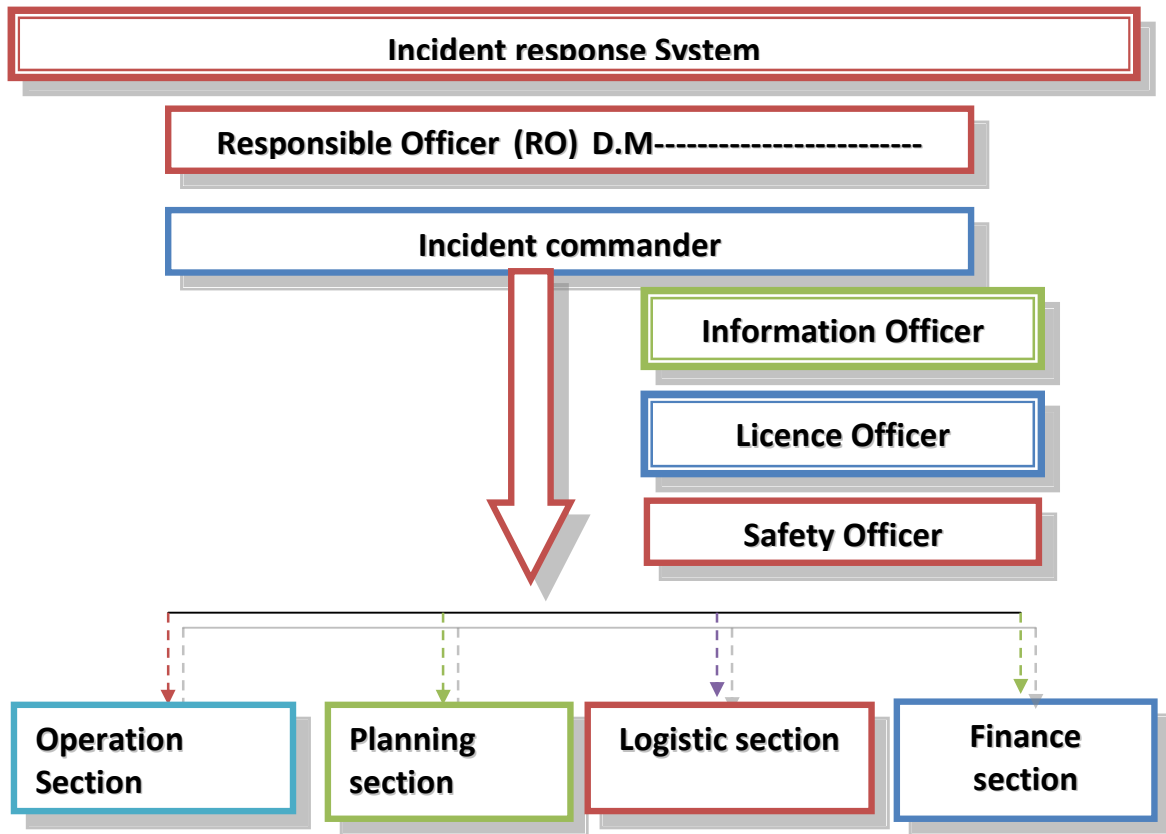 Incident response System
Responsible Officer (RO) D.M-------------------------
Incident commander
Information Officer
Licence Officer
Safety Officer
Operation
Section
Planning
section
Logistic section
Finance
section